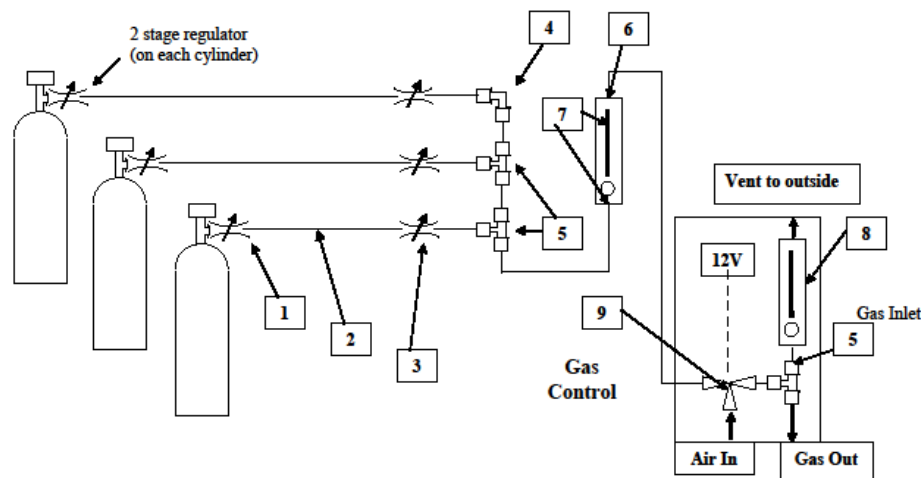 2 stage regulator
(on each cylinder)
4
6
7
Vent to outside
5
12V
8
1
9
Gas Inlet
2
3
Gas
Control
5
Air In
Gas Out